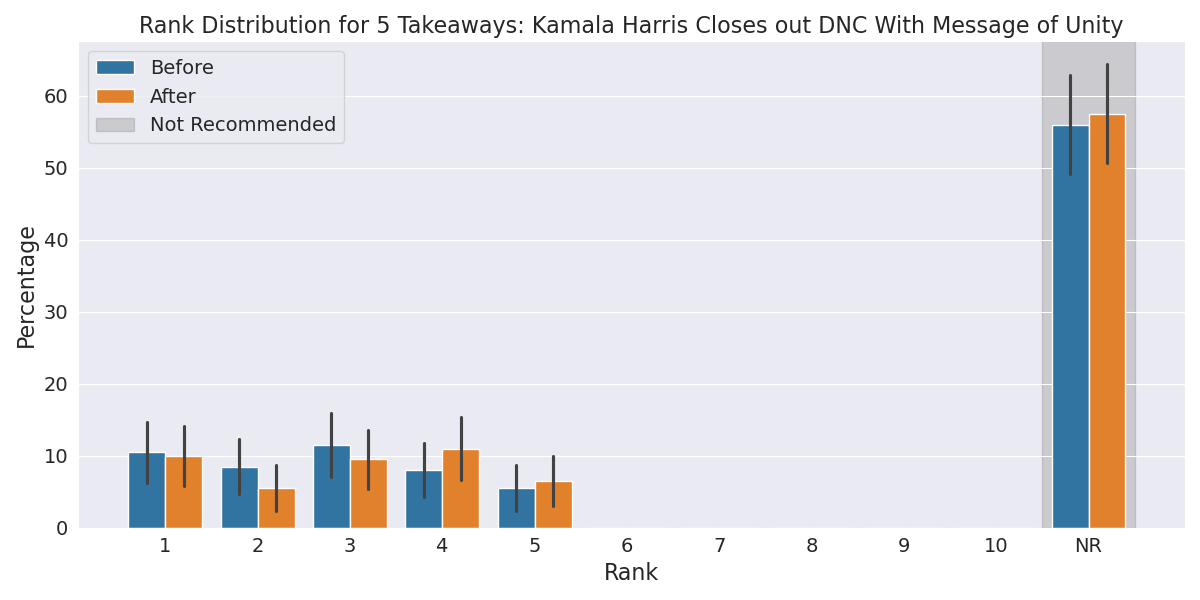 Rank Distribution for 5 Takeaways: Kamala Harris Closes out DNC With Message of Unity
Before
After
Not Recommended
Percentage
60
50
40
30
20
10
0
1 2 3 4 5 6 7 8 9 10 NR
Rank